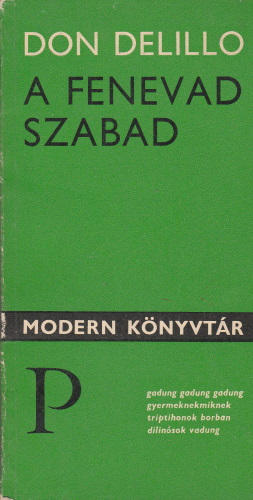 DON DELILLO
A FENEVAD
SZABAD
MODERN KÖNYVTÁR
P
gadung gadung gadung
gyermeknekmiknek
triptihonok borban
dilinósok vadung